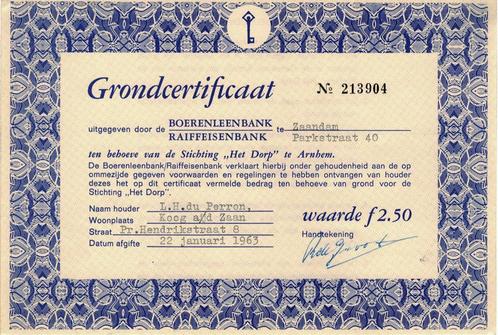 Grondcertificaat
№ 213904
uitgegeven door de BOERENLEENBANK RAIFFEISENBANK te Zaandam
Parkstraat 40
ten behoeve van de Stichting „Het Dorp" te Arnhem.
De Boerenleenbank/Raiffeisenbank verklaart hierbij onder gehoudenheid aan de op
ommezijde gegeven voorwaarden en regelingen te hebben ontvangen van houder
dezes het op dit certificaat vermelde bedrag ten behoeve van grond voor de
Stichting „Het Dorp".
Naam houder L.H.du Perron,
Woonplaats Koog a/d Zaan
Straat Pr.Hendrikstraat 8
Datum afgifte 22 januari 1963
waarde f 2.50
Handtekening